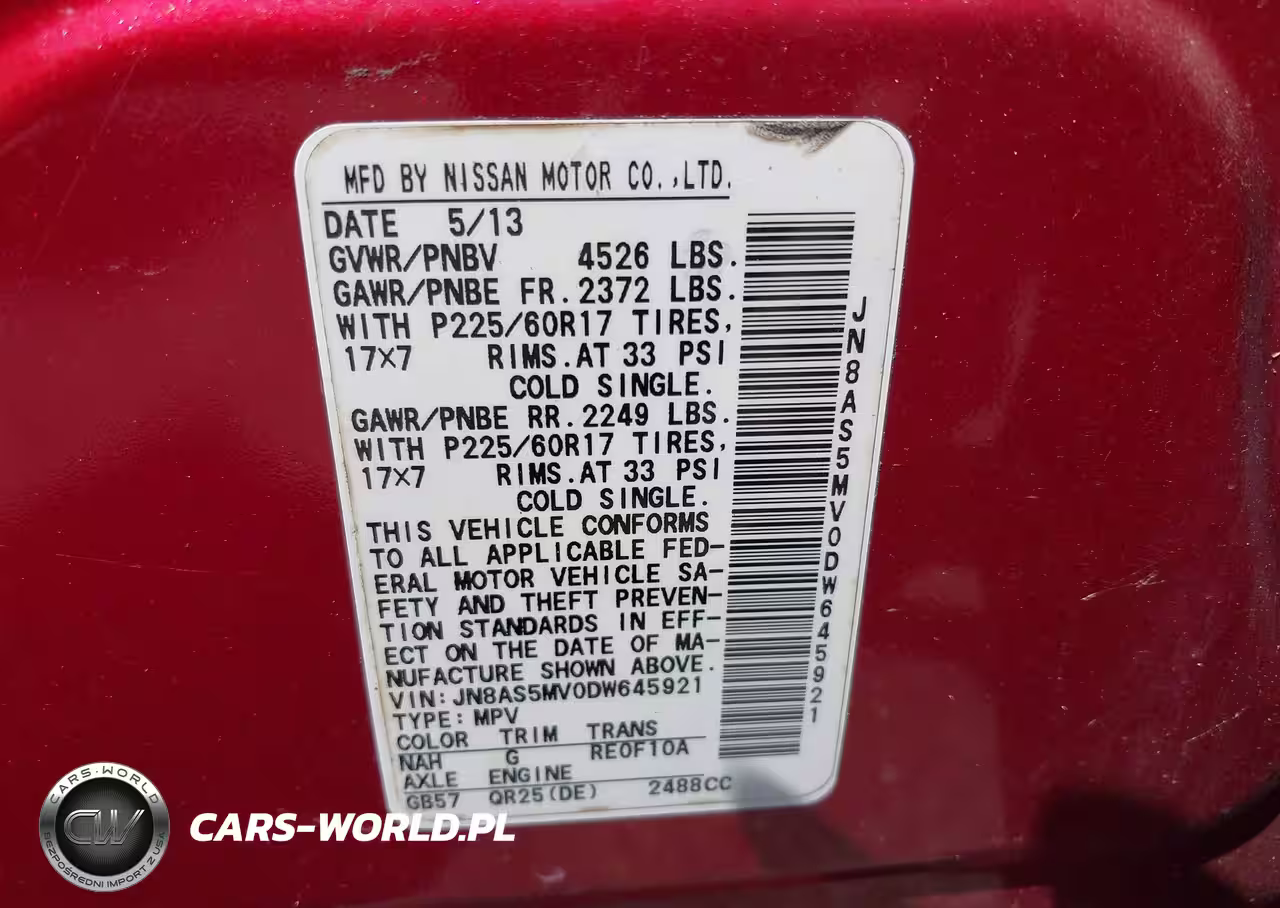 MFD BY NISSAN MOTOR CO.,LTD.
DATE 5/13
GVWR/PNBV 4526 LBS.
GAWR/PNBE FR.2372 LBS.
WITH P225/60R17 TIRES,
17×7 RIMS.AT 33 PSI
COLD SINGLE.
GAWR/PNBE RR.2249 LBS.
WITH P225/60R17 TIRES,
17×7 RIMS.AT 33 PSI
COLD SINGLE.
THIS VEHICLE CONFORMS
TO ALL APPLICABLE FED-
ERAL MOTOR VEHICLE SA-
FETY AND THEFT PREVEN-
TION STANDARDS IN EFF-
ECT ON THE DATE OF MA-
NUFACTURE SHOWN ABOVE.
VIN:JN8AS5MV0DW645921
TYPE:MPV
COLOR TRIM TRANS
NAH G RE0F10A
AXLE ENGINE
GB57 QR25(DE) 2488CC
JN8AS5MV0DW645921
CARS-WORLD
CW
BEZPOŚREDNI IMPORT Z USA
CARS-WORLD.PL